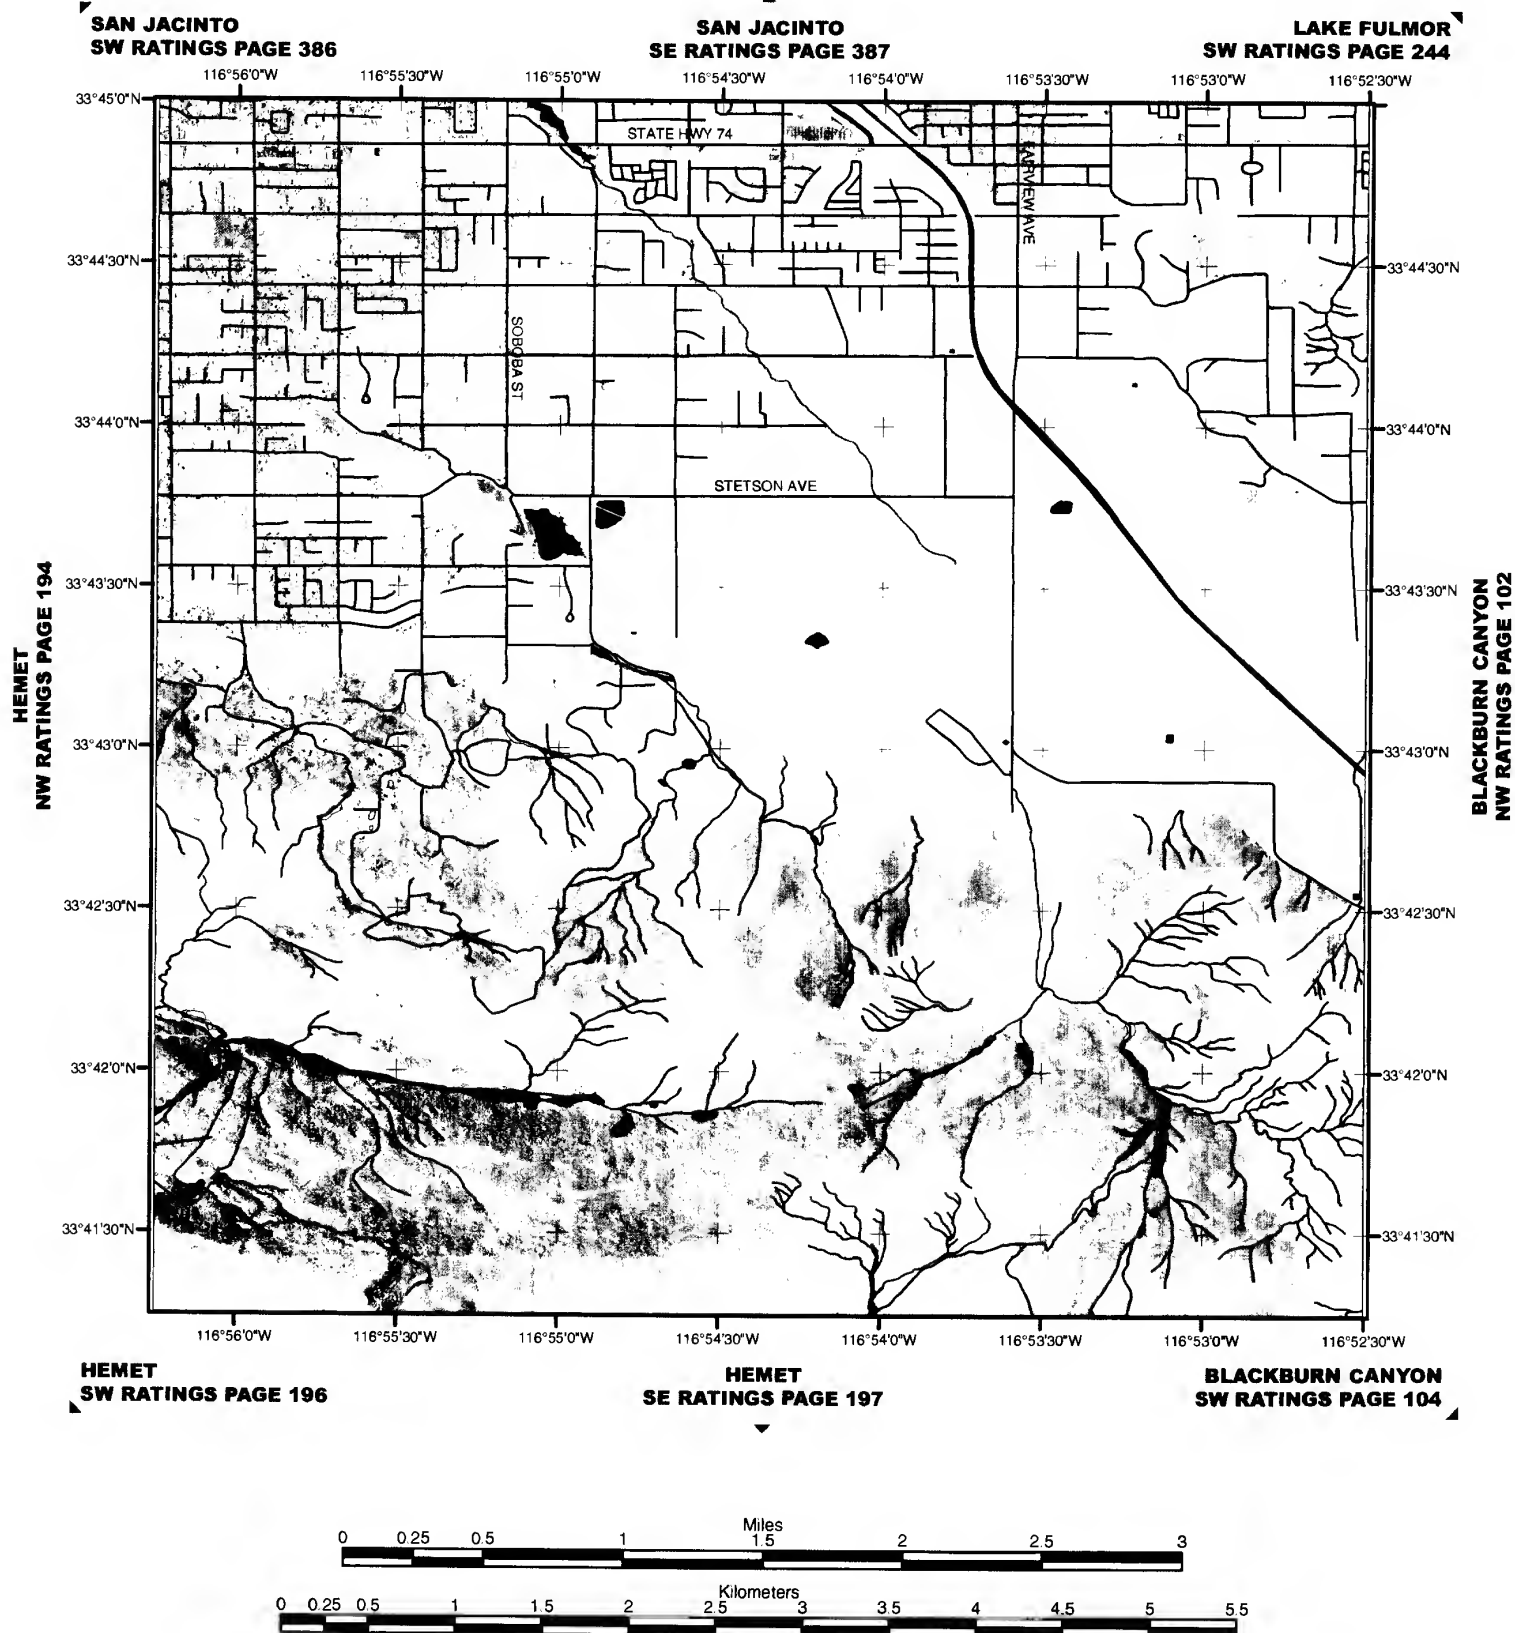 SAN JACINTO
SW RATINGS PAGE 386
SAN JACINTO
SE RATINGS PAGE 387
LAKE FULMOR
SW RATINGS PAGE 244
116°56'0"W 116°55'30"W 116°55'0"W 116°54'30"W 116°54'0"W 116°53'30"W 116°53'0"W 116°52'30"W
33°45'0"N
STATE HWY 74
FAIRVIEW AVE
33°44'30"N 33°44'30"N
SOBOBA ST
33°44'0"N 33°44'0"N
STETSON AVE
33°43'30"N 33°43'30"N
HEMET
NW RATINGS PAGE 194
BLACKBURN CANYON
NW RATINGS PAGE 102
33°43'0"N 33°43'0"N
33°42'30"N 33°42'30"N
33°42'0"N 33°42'0"N
33°41'30"N 33°41'30"N
116°56'0"W 116°55'30"W 116°55'0"W 116°54'30"W 116°54'0"W 116°53'30"W 116°53'0"W 116°52'30"W
HEMET
SW RATINGS PAGE 196
HEMET
SE RATINGS PAGE 197
BLACKBURN CANYON
SW RATINGS PAGE 104
Miles
0 0.25 0.5 1 1.5 2 2.5 3
Kilometers
0 0.25 0.5 1 1.5 2 2.5 3 3.5 4 4.5 5 5.5